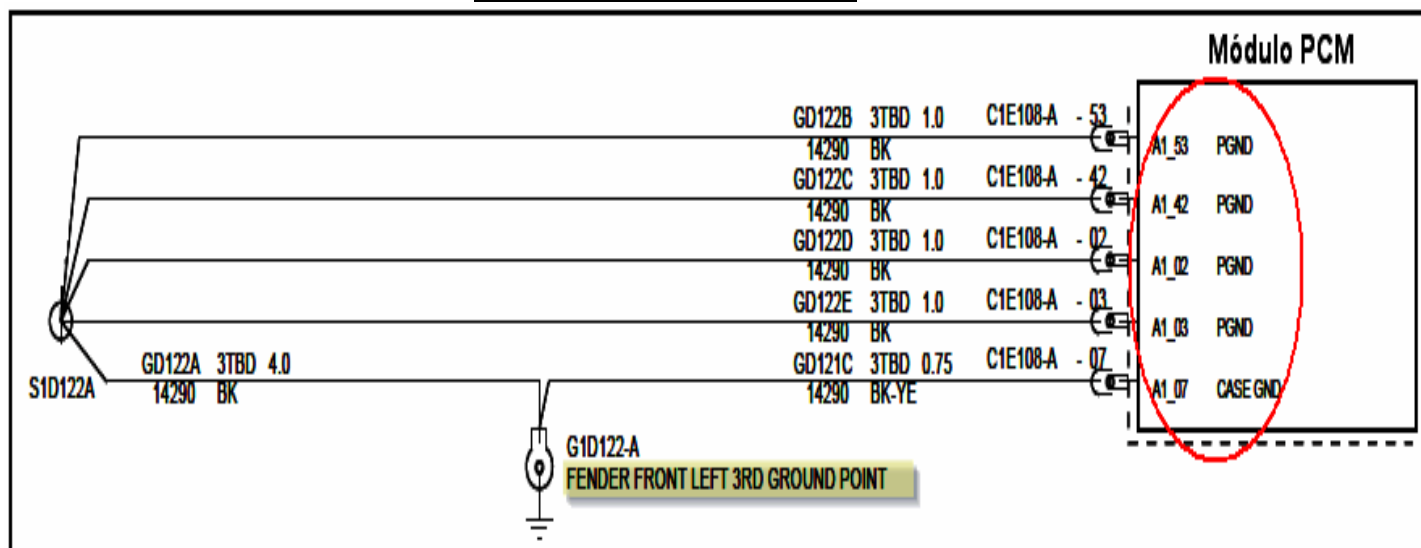 Módulo PCM
GD122B 3TBD 1.0 C1E108-A - 53
14290 BK
A1_53 PGND
GD122C 3TBD 1.0 C1E108-A - 42
14290 BK
A1_42 PGND
GD122D 3TBD 1.0 C1E108-A - 02
14290 BK
A1_02 PGND
GD122E 3TBD 1.0 C1E108-A - 03
14290 BK
A1_03 PGND
S1D122A
GD122A 3TBD 4.0
14290 BK
GD121C 3TBD 0.75 C1E108-A - 07
14290 BK-YE
A1_07 CASE GND
G1D122-A
FENDER FRONT LEFT 3RD GROUND POINT